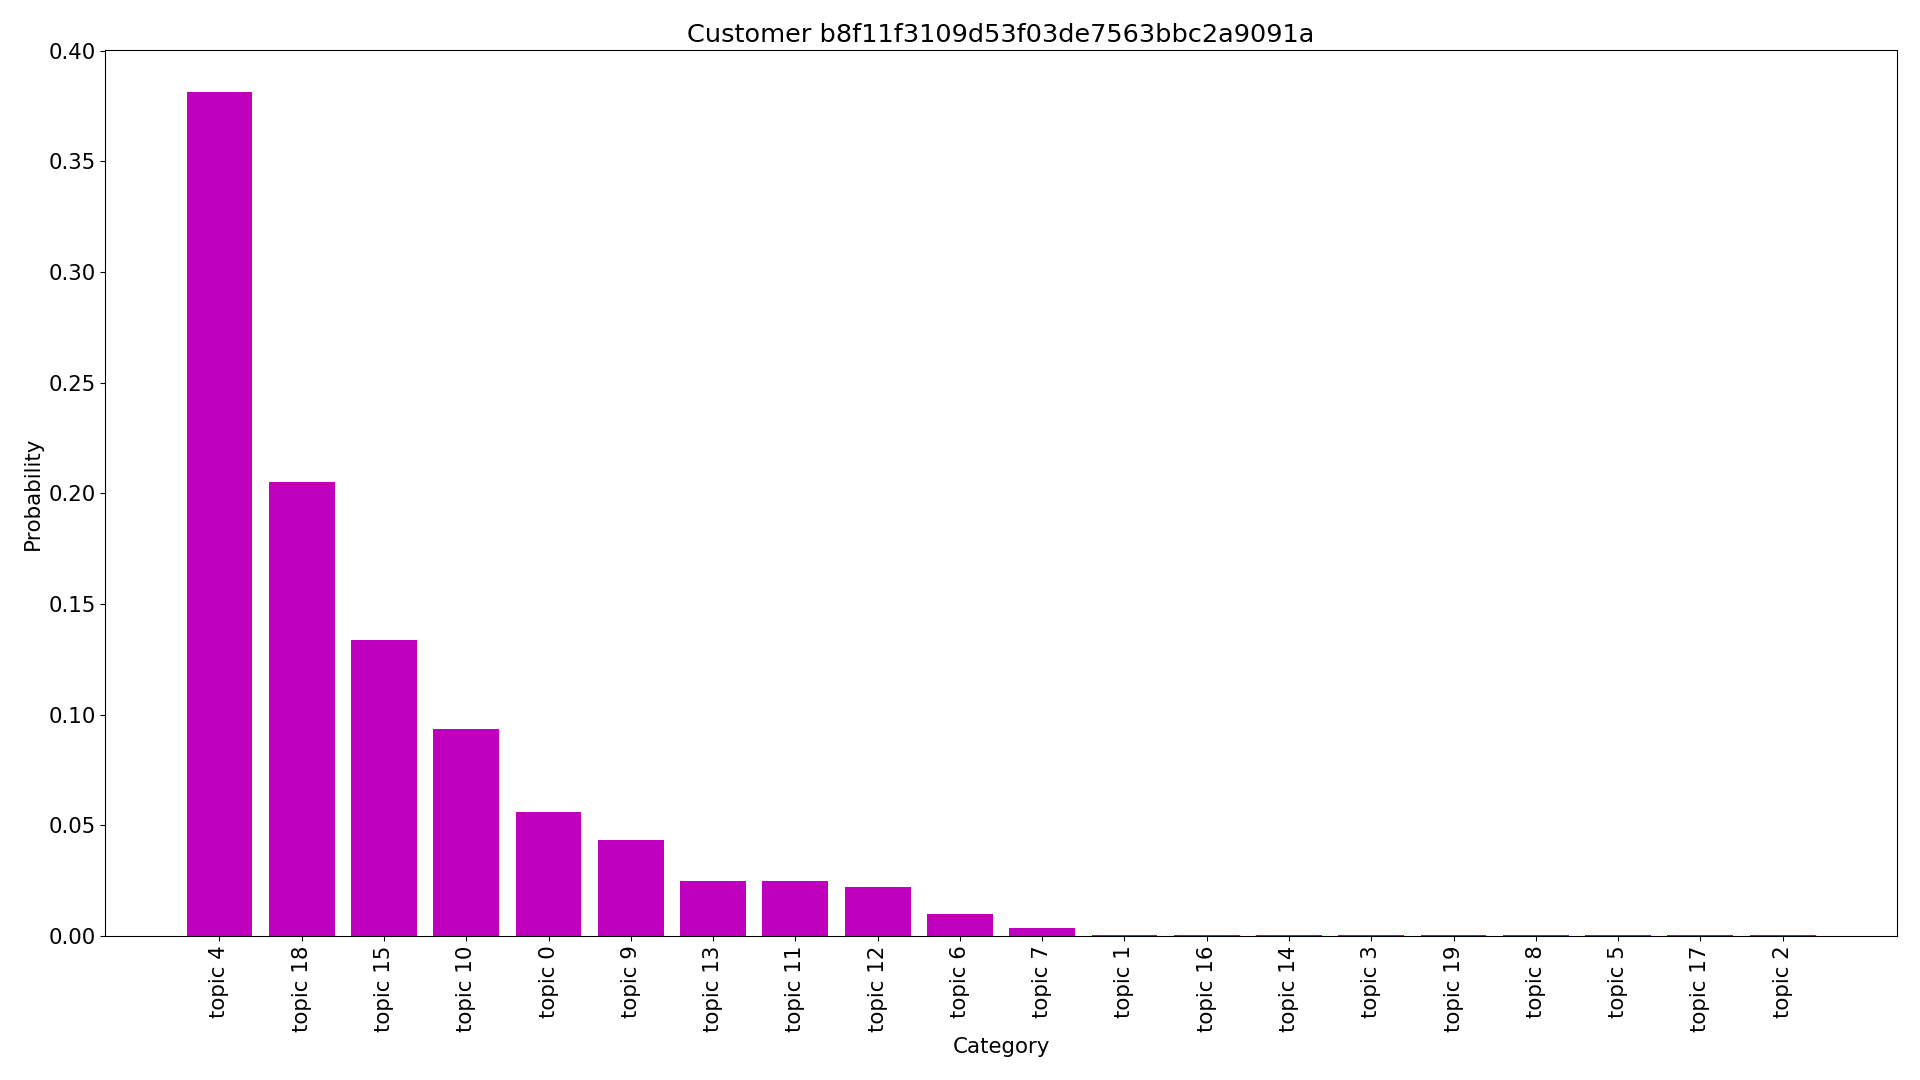 Customer b8f11f3109d53f03de7563bbc2a9091a
0.40
0.35
0.30
0.25
0.20
0.15
0.10
0.05
0.00
Probability
topic 4
topic 18
topic 15
topic 10
topic 0
topic 9
topic 13
topic 11
topic 12
topic 6
topic 7
topic 1
topic 16
topic 14
topic 3
topic 19
topic 8
topic 5
topic 17
topic 2
Category